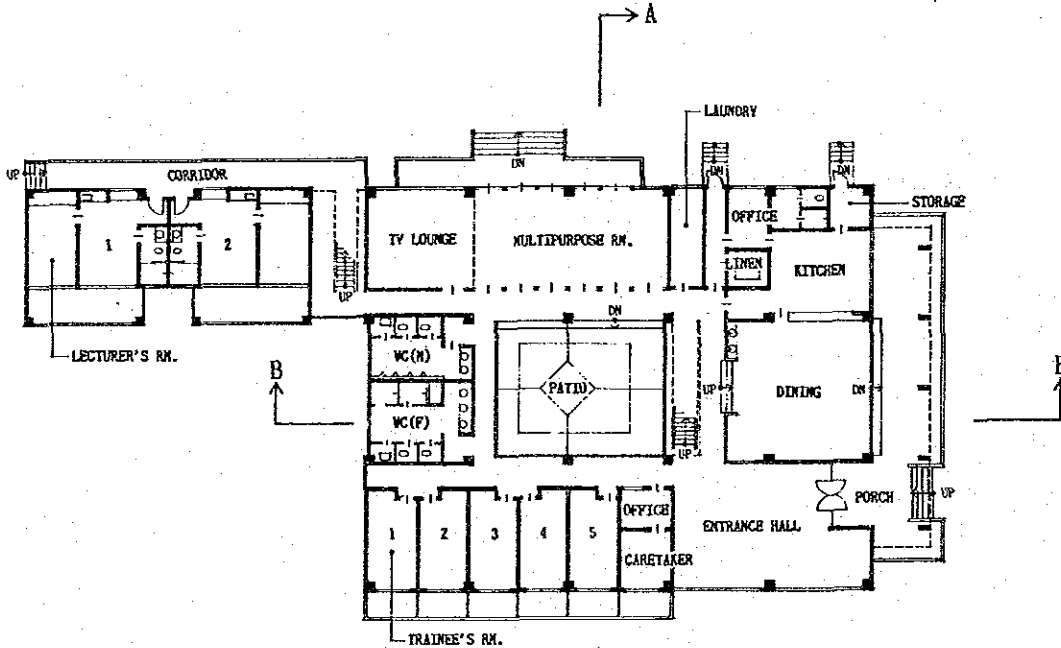 A
LAUNDRY
DN
DN
DN
UP
CORRIDOR
STORAGE
OFFICE
1
2
TV LOUNGE
MULTIPURPOSE RM.
LINEN
KITCHEN
UP
DN
LECTURER'S RM.
WC(M)
B
PATIO
UP
DINING
DN
B
WC(F)
UP
PORCH
UP
OFFICE
1
2
3
4
5
ENTRANCE HALL
CARETAKER
TRAINEE'S RM.